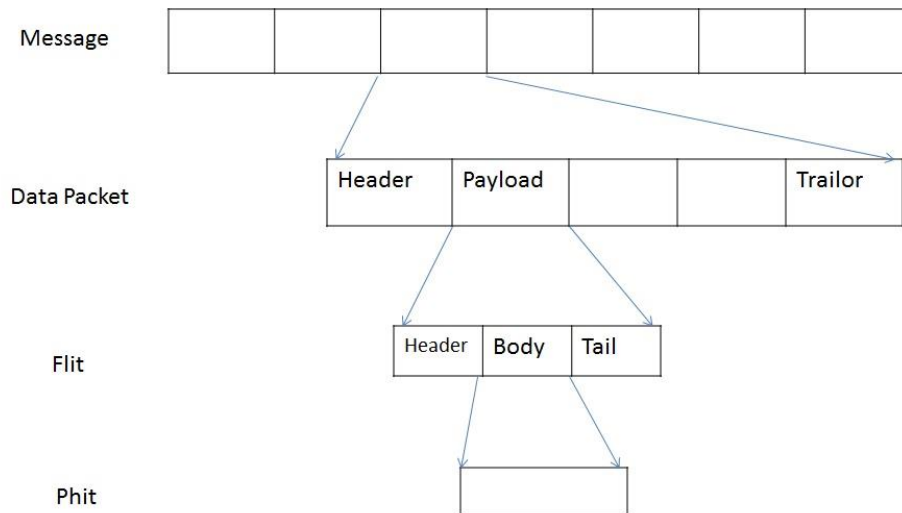 Message
Data Packet
Header Payload Trailor
Flit
Header Body Tail
Phit